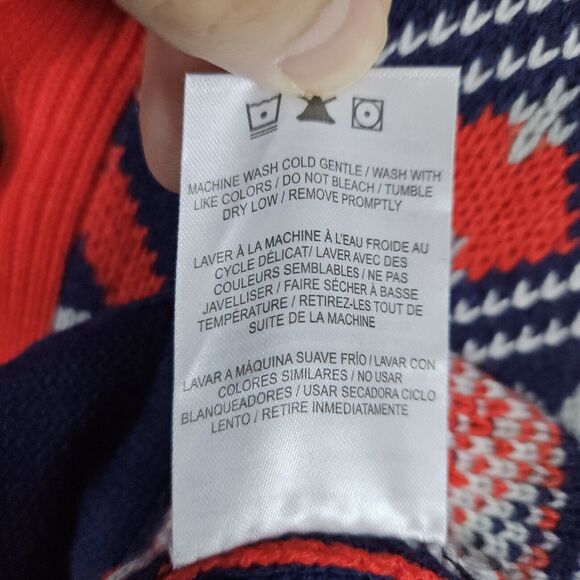 MACHINE WASH COLD GENTLE / WASH WITH
LIKE COLORS / DO NOT BLEACH / TUMBLE
DRY LOW / REMOVE PROMPTLY
LAVER À LA MACHINE À L'EAU FROIDE AU
CYCLE DÉLICAT/ LAVER AVEC DES
COULEURS SEMBLABLES / NE PAS
JAVELLISER / FAIRE SÉCHER À BASSE
TEMPÉRATURE / RETIREZ-LES TOUT DE
SUITE DE LA MACHINE
LAVAR A MÁQUINA SUAVE FRÍO / LAVAR CON
COLORES SIMILARES / NO USAR
BLANQUEADORES / USAR SECADORA CICLO
LENTO / RETIRE INMEDIATAMENTE